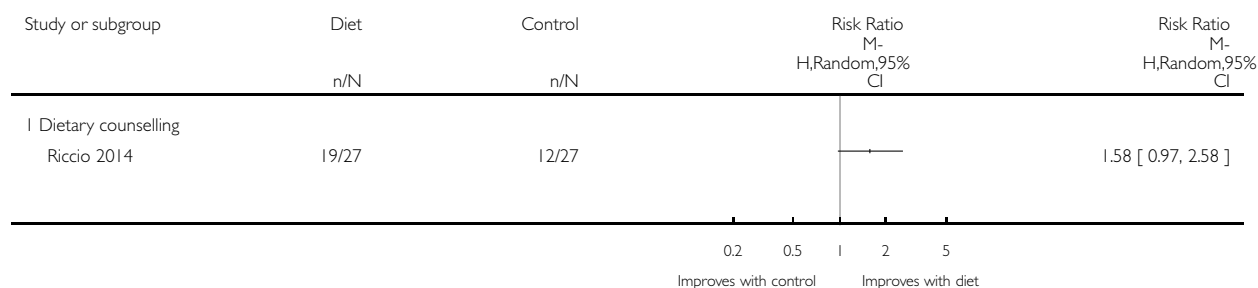 Study or subgroup Diet Control Risk Ratio Risk Ratio
M- M-
H,Random,95% H,Random,95%
n/N n/N CI CI
1 Dietary counselling
Riccio 2014 19/27 12/27 1.58 [ 0.97, 2.58 ]
0.2 0.5 1 2 5
Improves with control Improves with diet